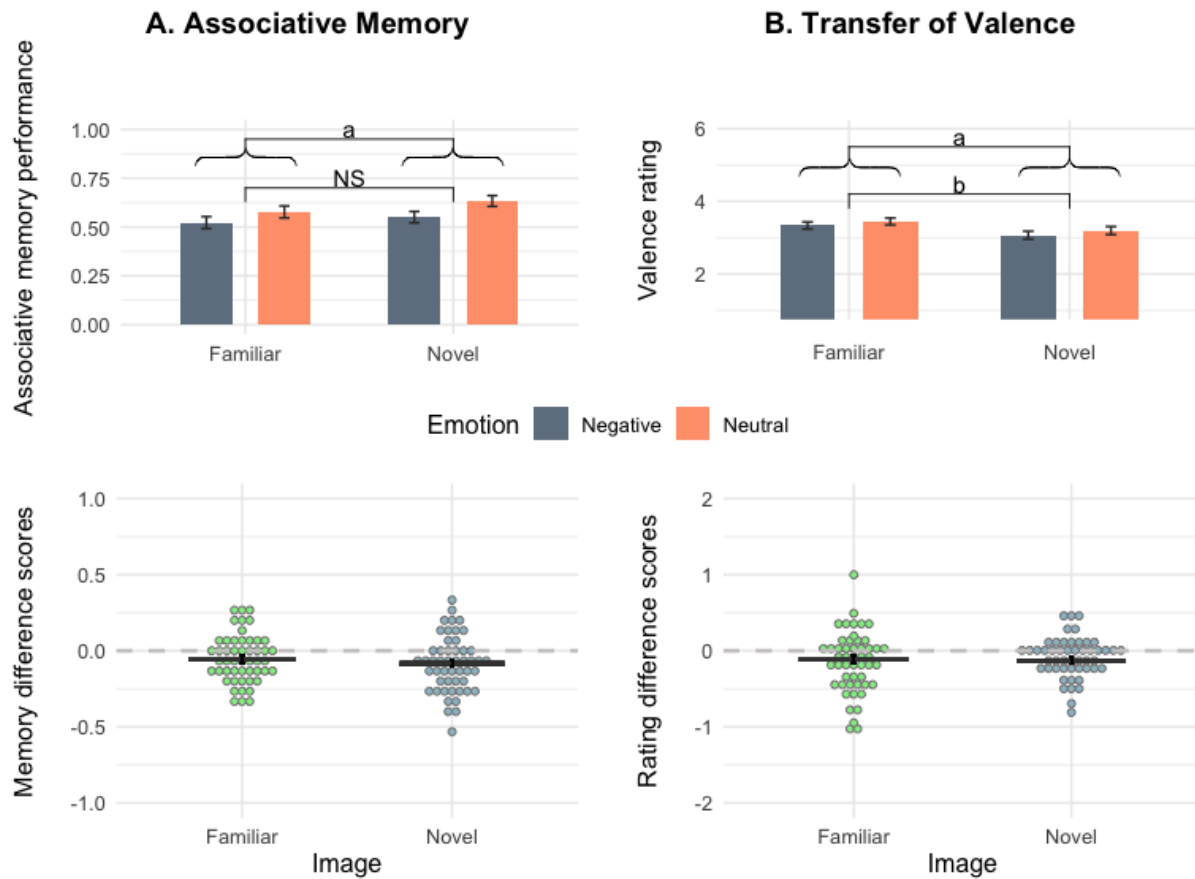 A. Associative Memory
Associative memory performance
1.00
0.75
0.50
0.25
0.00
a
NS
Familiar
Novel
B. Transfer of Valence
Valence rating
6
4
2
a
b
Familiar
Novel
Emotion Negative Neutral
Memory difference scores
1.0
0.5
0.0
-0.5
-1.0
Familiar
Novel
Image
Rating difference scores
2
1
0
-1
-2
Familiar
Novel
Image